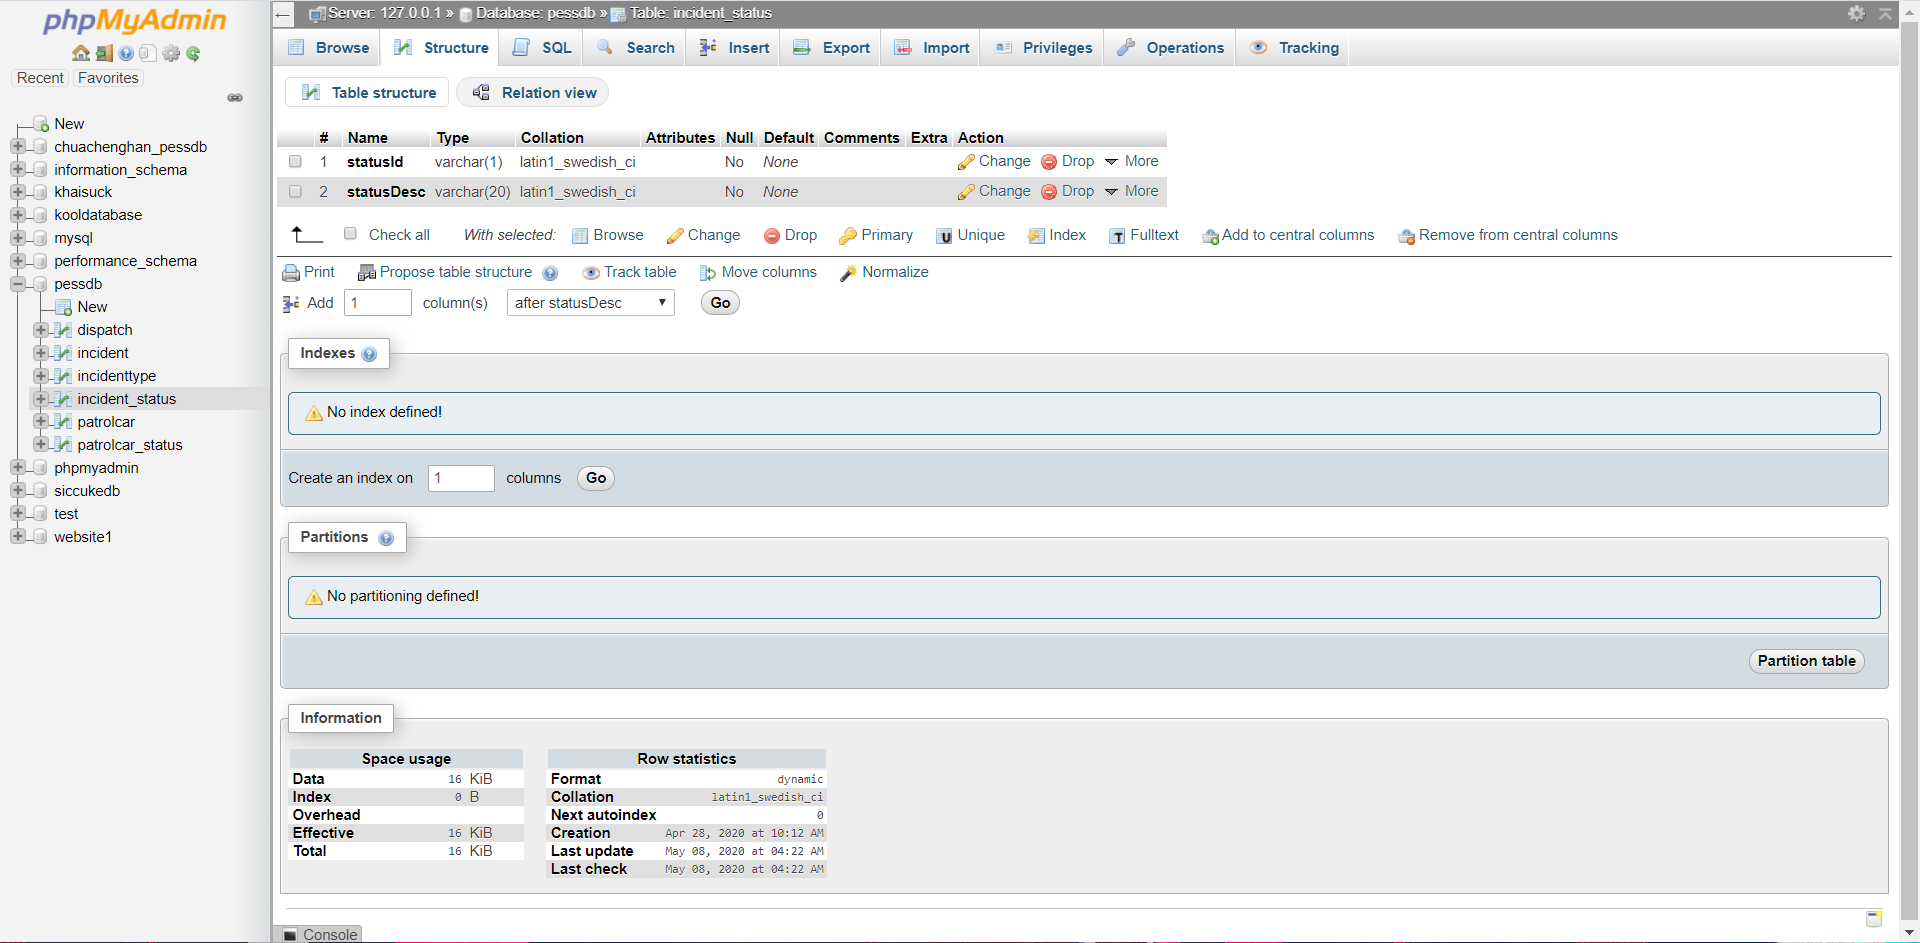 phpMyAdmin
Recent Favorites
New
chuachenghan_pessdb
information_schema
khaisuck
kooldatabase
mysql
performance_schema
pessdb
New
dispatch
incident
incidenttype
incident_status
patrolcar
patrolcar_status
phpmyadmin
siccukedb
test
website1
Server: 127.0.0.1 » Database: pessdb » Table: incident_status
Browse Structure SQL Search Insert Export Import Privileges Operations Tracking
Table structure Relation view
# Name Type Collation Attributes Null Default Comments Extra Action
1 statusId varchar(1) latin1_swedish_ci No None Change Drop More
2 statusDesc varchar(20) latin1_swedish_ci No None Change Drop More
Check all With selected: Browse Change Drop Primary Unique Index Fulltext Add to central columns Remove from central columns
Print Propose table structure Track table Move columns Normalize
Add 1 column(s) after statusDesc Go
Indexes
No index defined!
Create an index on 1 columns Go
Partitions
No partitioning defined!
Partition table
Information
Space usage
Data 16 KiB
Index 0 B
Overhead
Effective 16 KiB
Total 16 KiB
Row statistics
Format dynamic
Collation latin1_swedish_ci
Next autoindex 0
Creation Apr 28, 2020 at 10:12 AM
Last update May 08, 2020 at 04:22 AM
Last check May 08, 2020 at 04:22 AM
Console